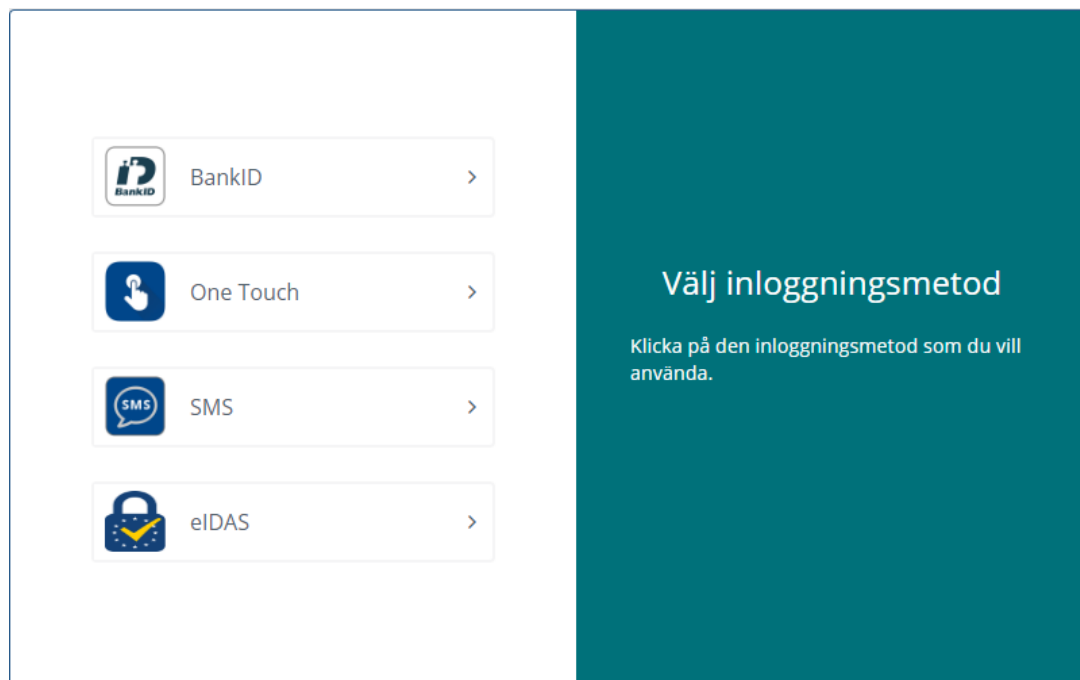 BankID
BankID
One Touch
SMS
SMS
eIDAS
Välj inloggningsmetod
Klicka på den inloggningsmetod som du vill
använda.